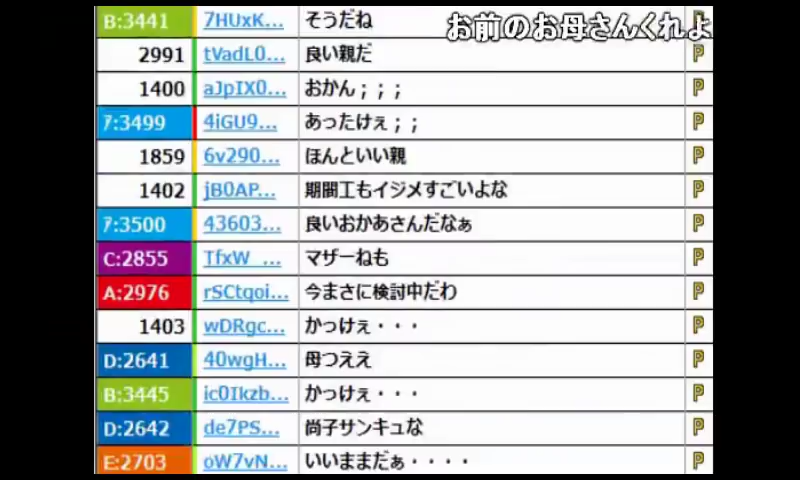 お前のお母さんくれよ
B:3441 7HUxK... そうだね P
2991 tVadL0... 良い親だ P
1400 aJpIX0... おかん；；； P
ｱ:3499 4iGU9... あったけぇ；； P
1859 6v290... ほんといい親 P
1402 jB0AP... 期間工もイジメすごいよな P
ｱ:3500 43603... 良いおかあさんだなぁ P
C:2855 TfxW_... マザーねも P
A:2976 rSCtqoi... 今まさに検討中だわ P
1403 wDRgc... かっけぇ・・・ P
D:2641 40wgH... 母つええ P
B:3445 ic0Ikzb... かっけぇ・・・ P
D:2642 de7PS... 尚子サンキュな P
E:2703 oW7vN... いいままだぁ・・・・ P